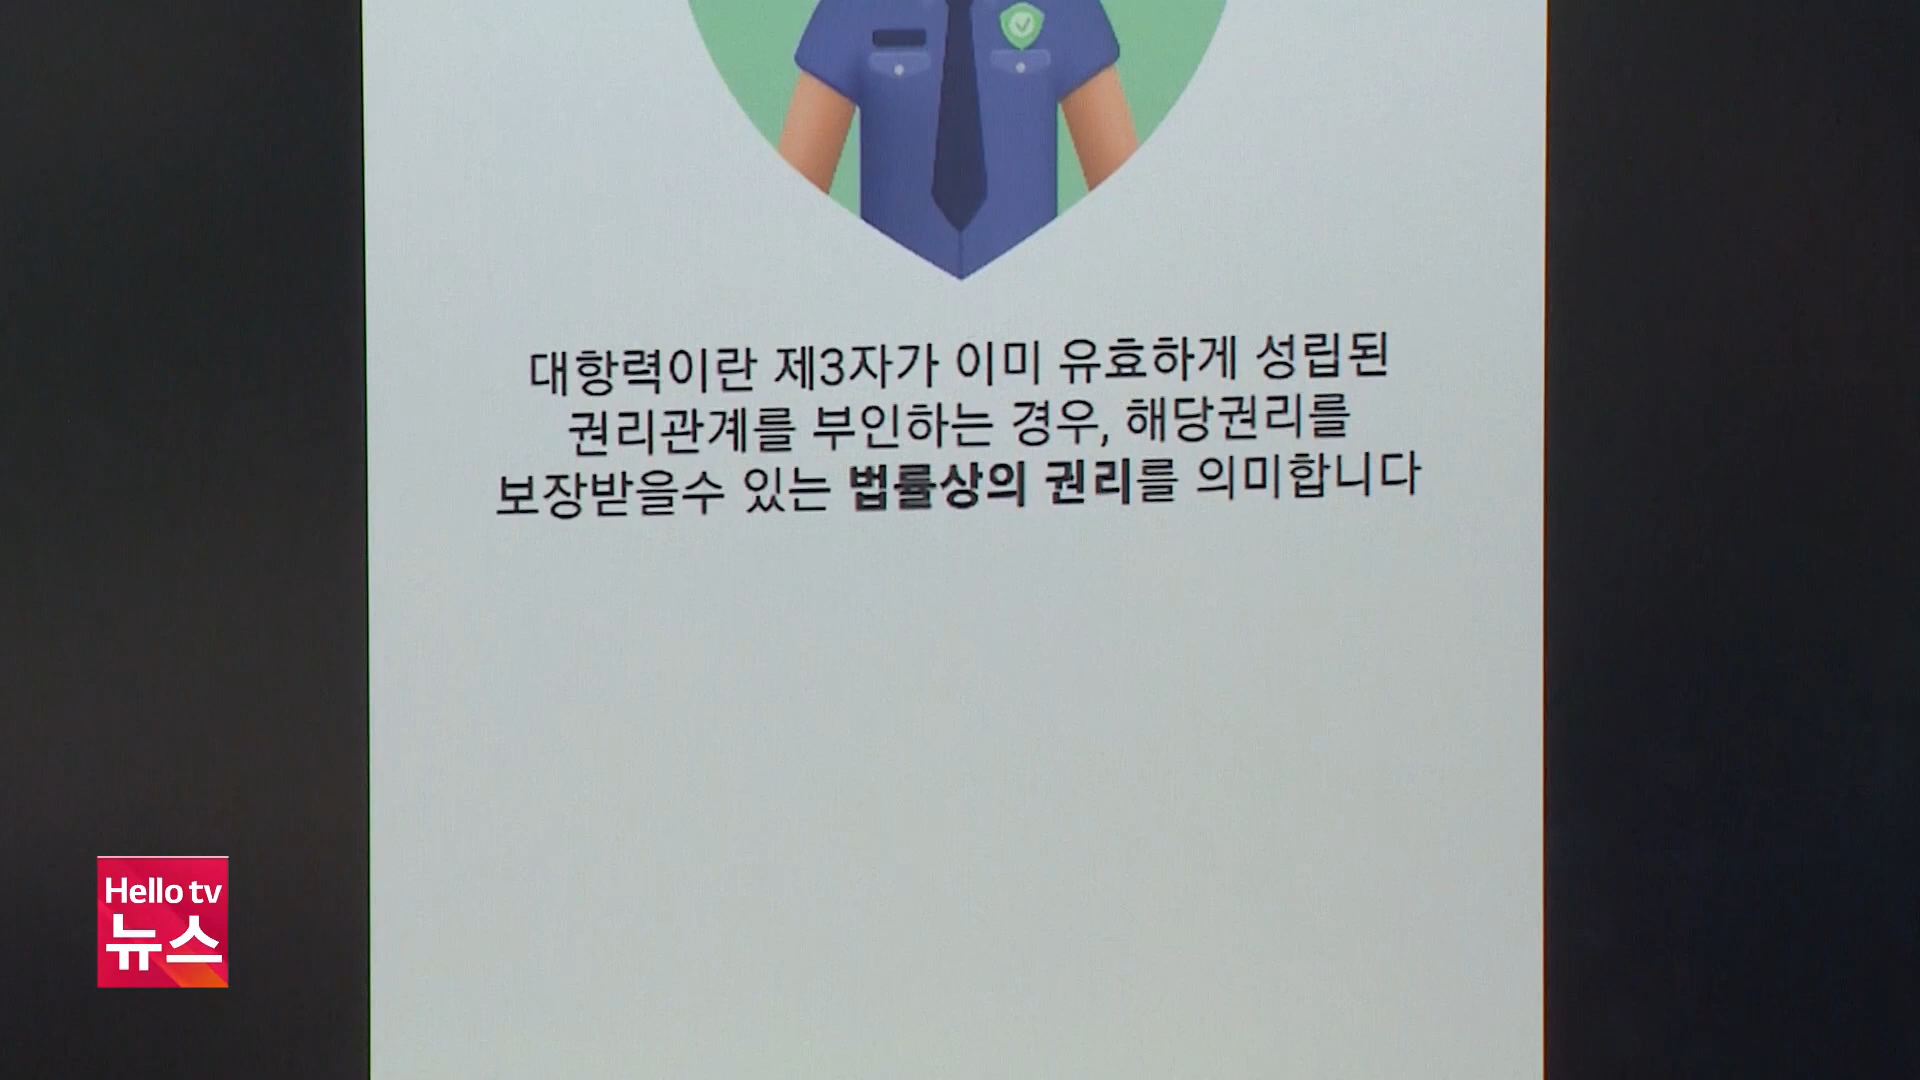 대항력이란 제3자가 이미 유효하게 성립된
권리관계를 부인하는 경우, 해당권리를
보장받을수 있는 법률상의 권리를 의미합니다
Hello tv
뉴스